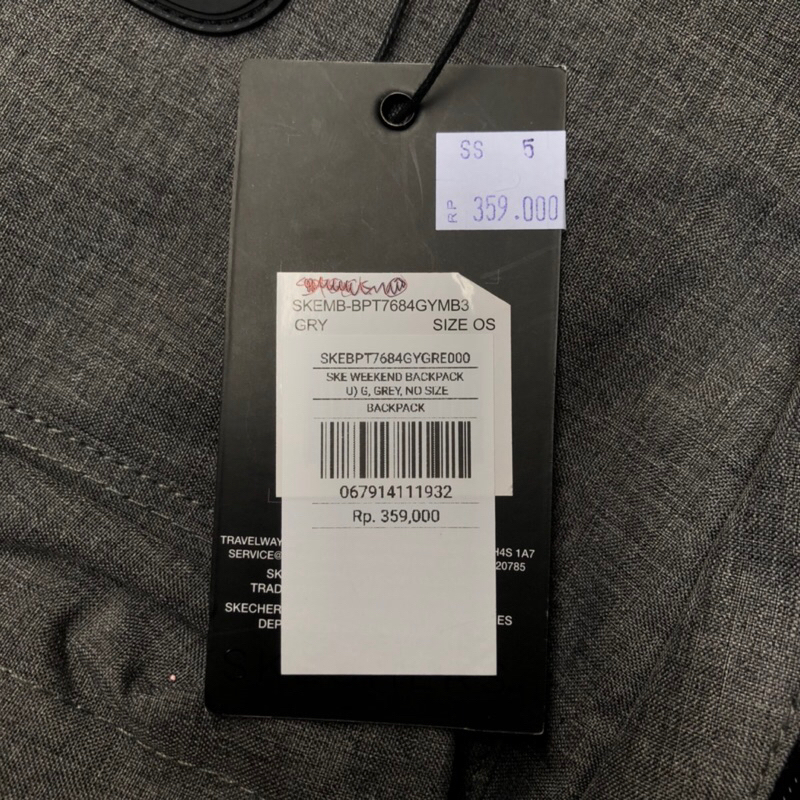 SS 5
RP 359.000
SKEMB-BPT7684GYMB3
GRY SIZE OS
SKEBPT7684GYGRE000
SKE WEEKEND BACKPACK
U) G, GREY, NO SIZE
BACKPACK
067914111932
Rp. 359,000
TRAVELWAY H4S 1A7
SERVICE@ 20785
SK
TRAD
SKECHER
DEP ES